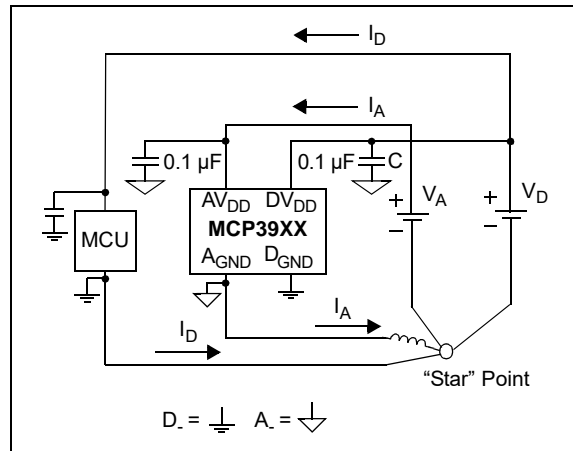 I_D
I_A
0.1 µF
0.1 µF
C
AV_DD DV_DD
MCP39XX
A_GND D_GND
MCU
+
V_A
−
+
V_D
−
I_A
I_D
"Star" Point
D_- = A_- =